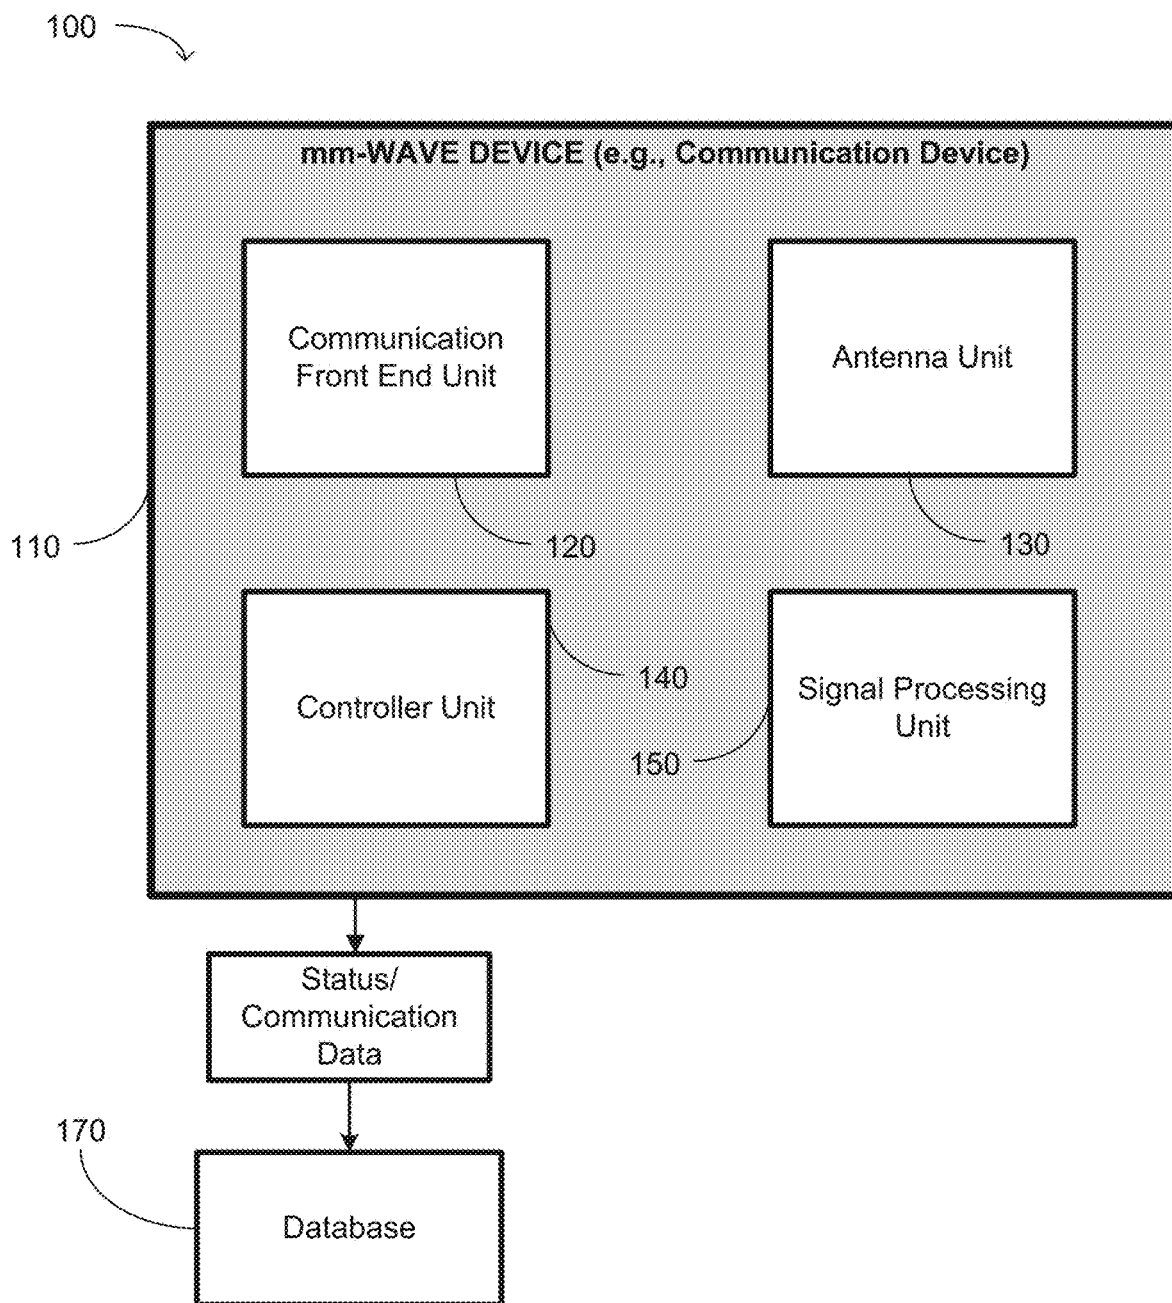 100
mm-WAVE DEVICE (e.g., Communication Device)
Communication
Front End Unit
Antenna Unit
110
120
130
Controller Unit
140
Signal Processing
Unit
150
Status/
Communication
Data
170
Database